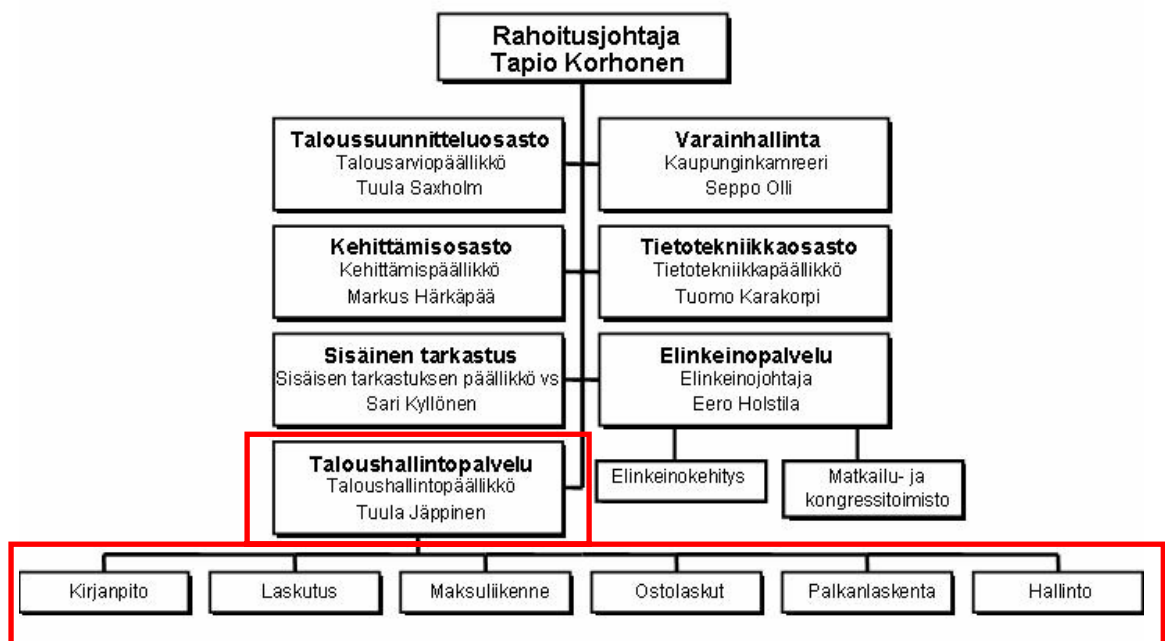 Rahoitusjohtaja
Tapio Korhonen
Taloussuunnitteluosasto
Talousarviopäällikkö
Tuula Saxholm
Varainhallinta
Kaupunginkamreeri
Seppo Olli
Kehittämisosasto
Kehittämispäällikkö
Markus Härkäpää
Tietotekniikkaosasto
Tietotekniikkapäällikkö
Tuomo Karakorpi
Sisäinen tarkastus
Sisäisen tarkastuksen päällikkö vs
Sari Kyllönen
Elinkeinopalvelu
Elinkeinojohtaja
Eero Holstila
Taloushallintopalvelu
Taloushallintopäällikkö
Tuula Jäppinen
Elinkeinokehitys
Matkailu- ja
kongressitoimisto
Kirjanpito
Laskutus
Maksuliikenne
Ostolaskut
Palkanlaskenta
Hallinto